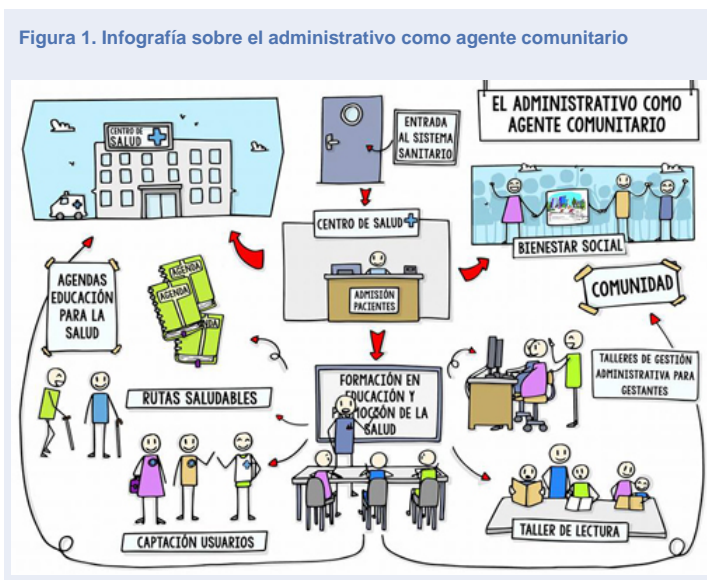 Figura 1. Infografía sobre el administrativo como agente comunitario
EL ADMINISTRATIVO COMO
AGENTE COMUNITARIO
CENTRO DE
SALUD
ENTRADA
AL SISTEMA
SANITARIO
CENTRO DE SALUD
ADMISIÓN
PACIENTES
BIENESTAR SOCIAL
COMUNIDAD
AGENDAS
EDUCACIÓN
PARA LA
SALUD
AGENDA
AGENDA
NDA
RUTAS SALUDABLES
FORMACIÓN EN
EDUCACIÓN Y
P MOCIÓN DE LA
SALUD
TALLERES DE GESTIÓN
ADMINISTRATIVA PARA
GESTANTES
CAPTACIÓN USUARIOS
TALLER DE LECTURA